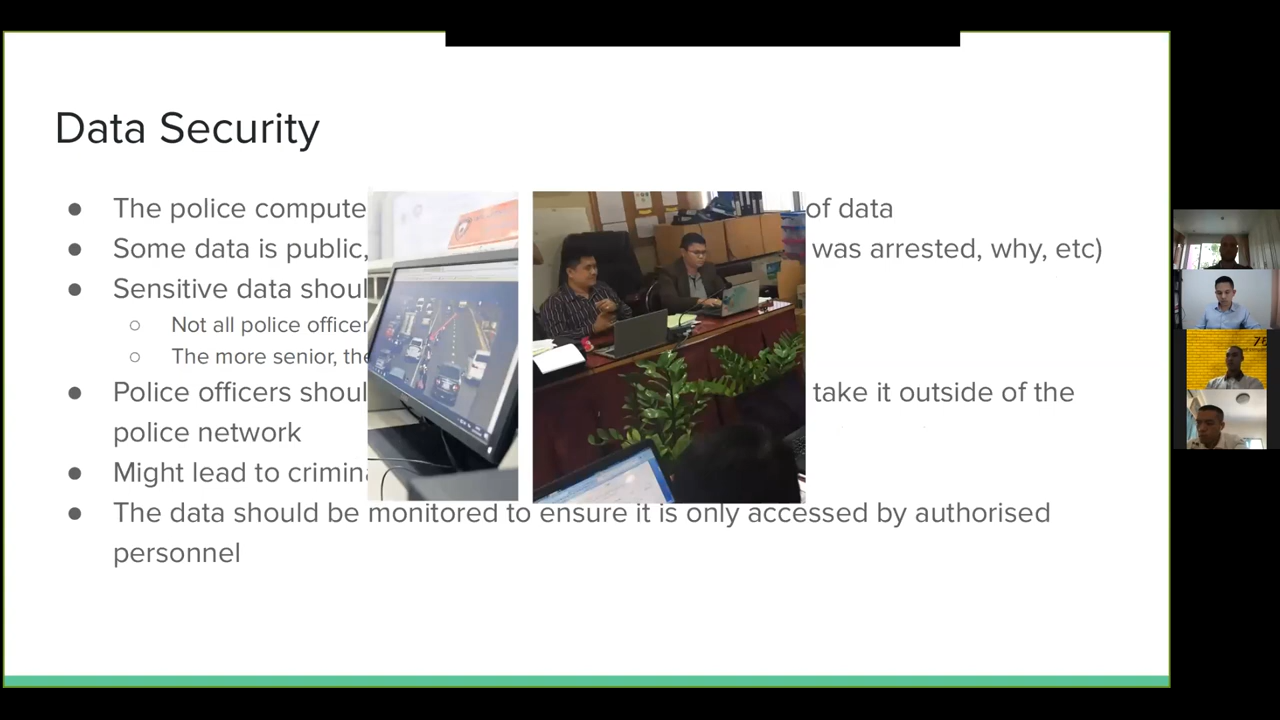 Data Security
● The police compute of data
● Some data is public, was arrested, why, etc)
● Sensitive data shoul
○ Not all police officer
○ The more senior, the
● Police officers shoul take it outside of the
police network
● Might lead to crimina
● The data should be monitored to ensure it is only accessed by authorised
personnel
75